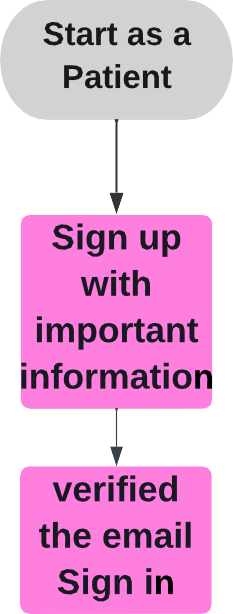 Start as a
Patient
Sign up
with
important
information
verified
the email
Sign in